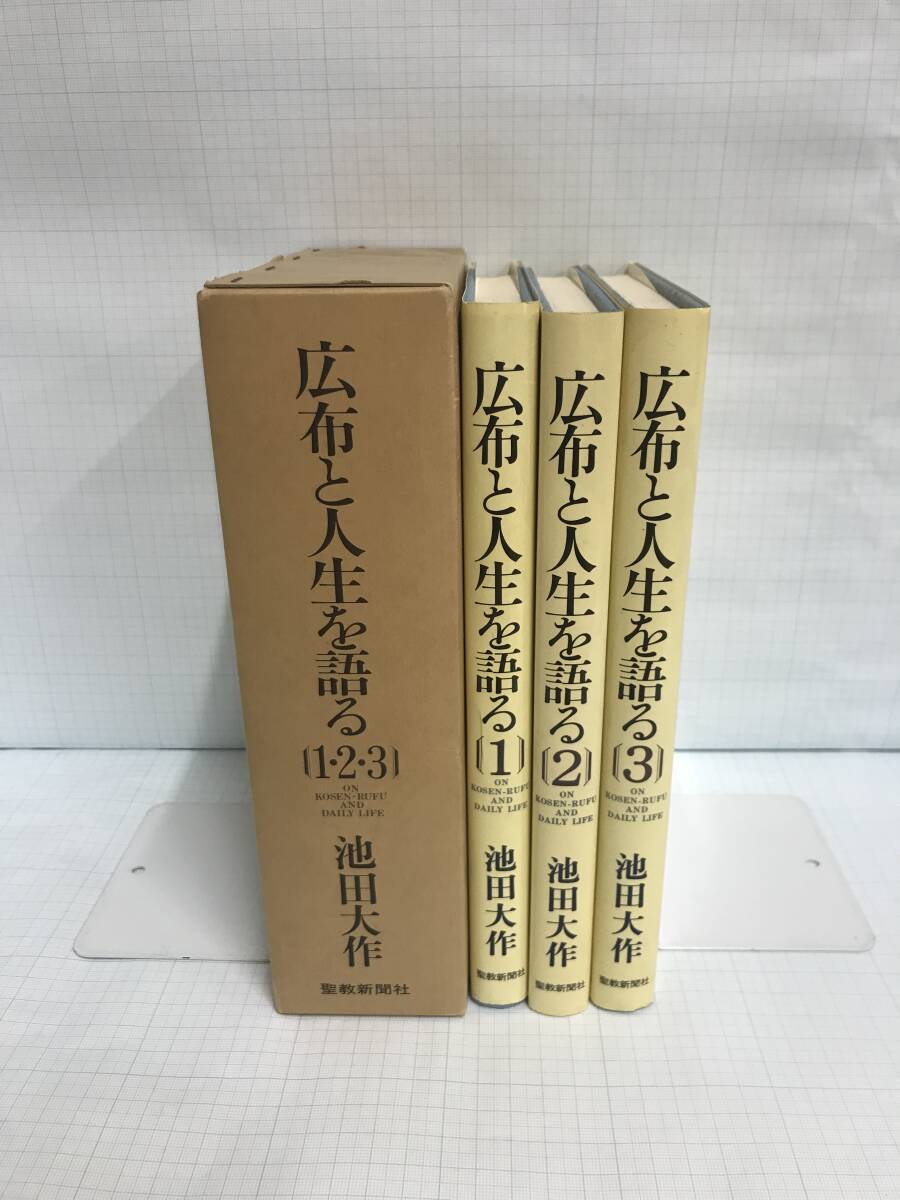 広布と人生を語る
〔1・2・3〕
ON
KOSEN-RUFU
AND
DAILY LIFE
池田大作
聖教新聞社
広布と人生を語る
〔1〕
ON
KOSEN-RUFU
AND
DAILY LIFE
池田大作
聖教新聞社
広布と人生を語る
〔2〕
ON
KOSEN-RUFU
AND
DAILY LIFE
池田大作
聖教新聞社
広布と人生を語る
〔3〕
ON
KOSEN-RUFU
AND
DAILY LIFE
池田大作
聖教新聞社